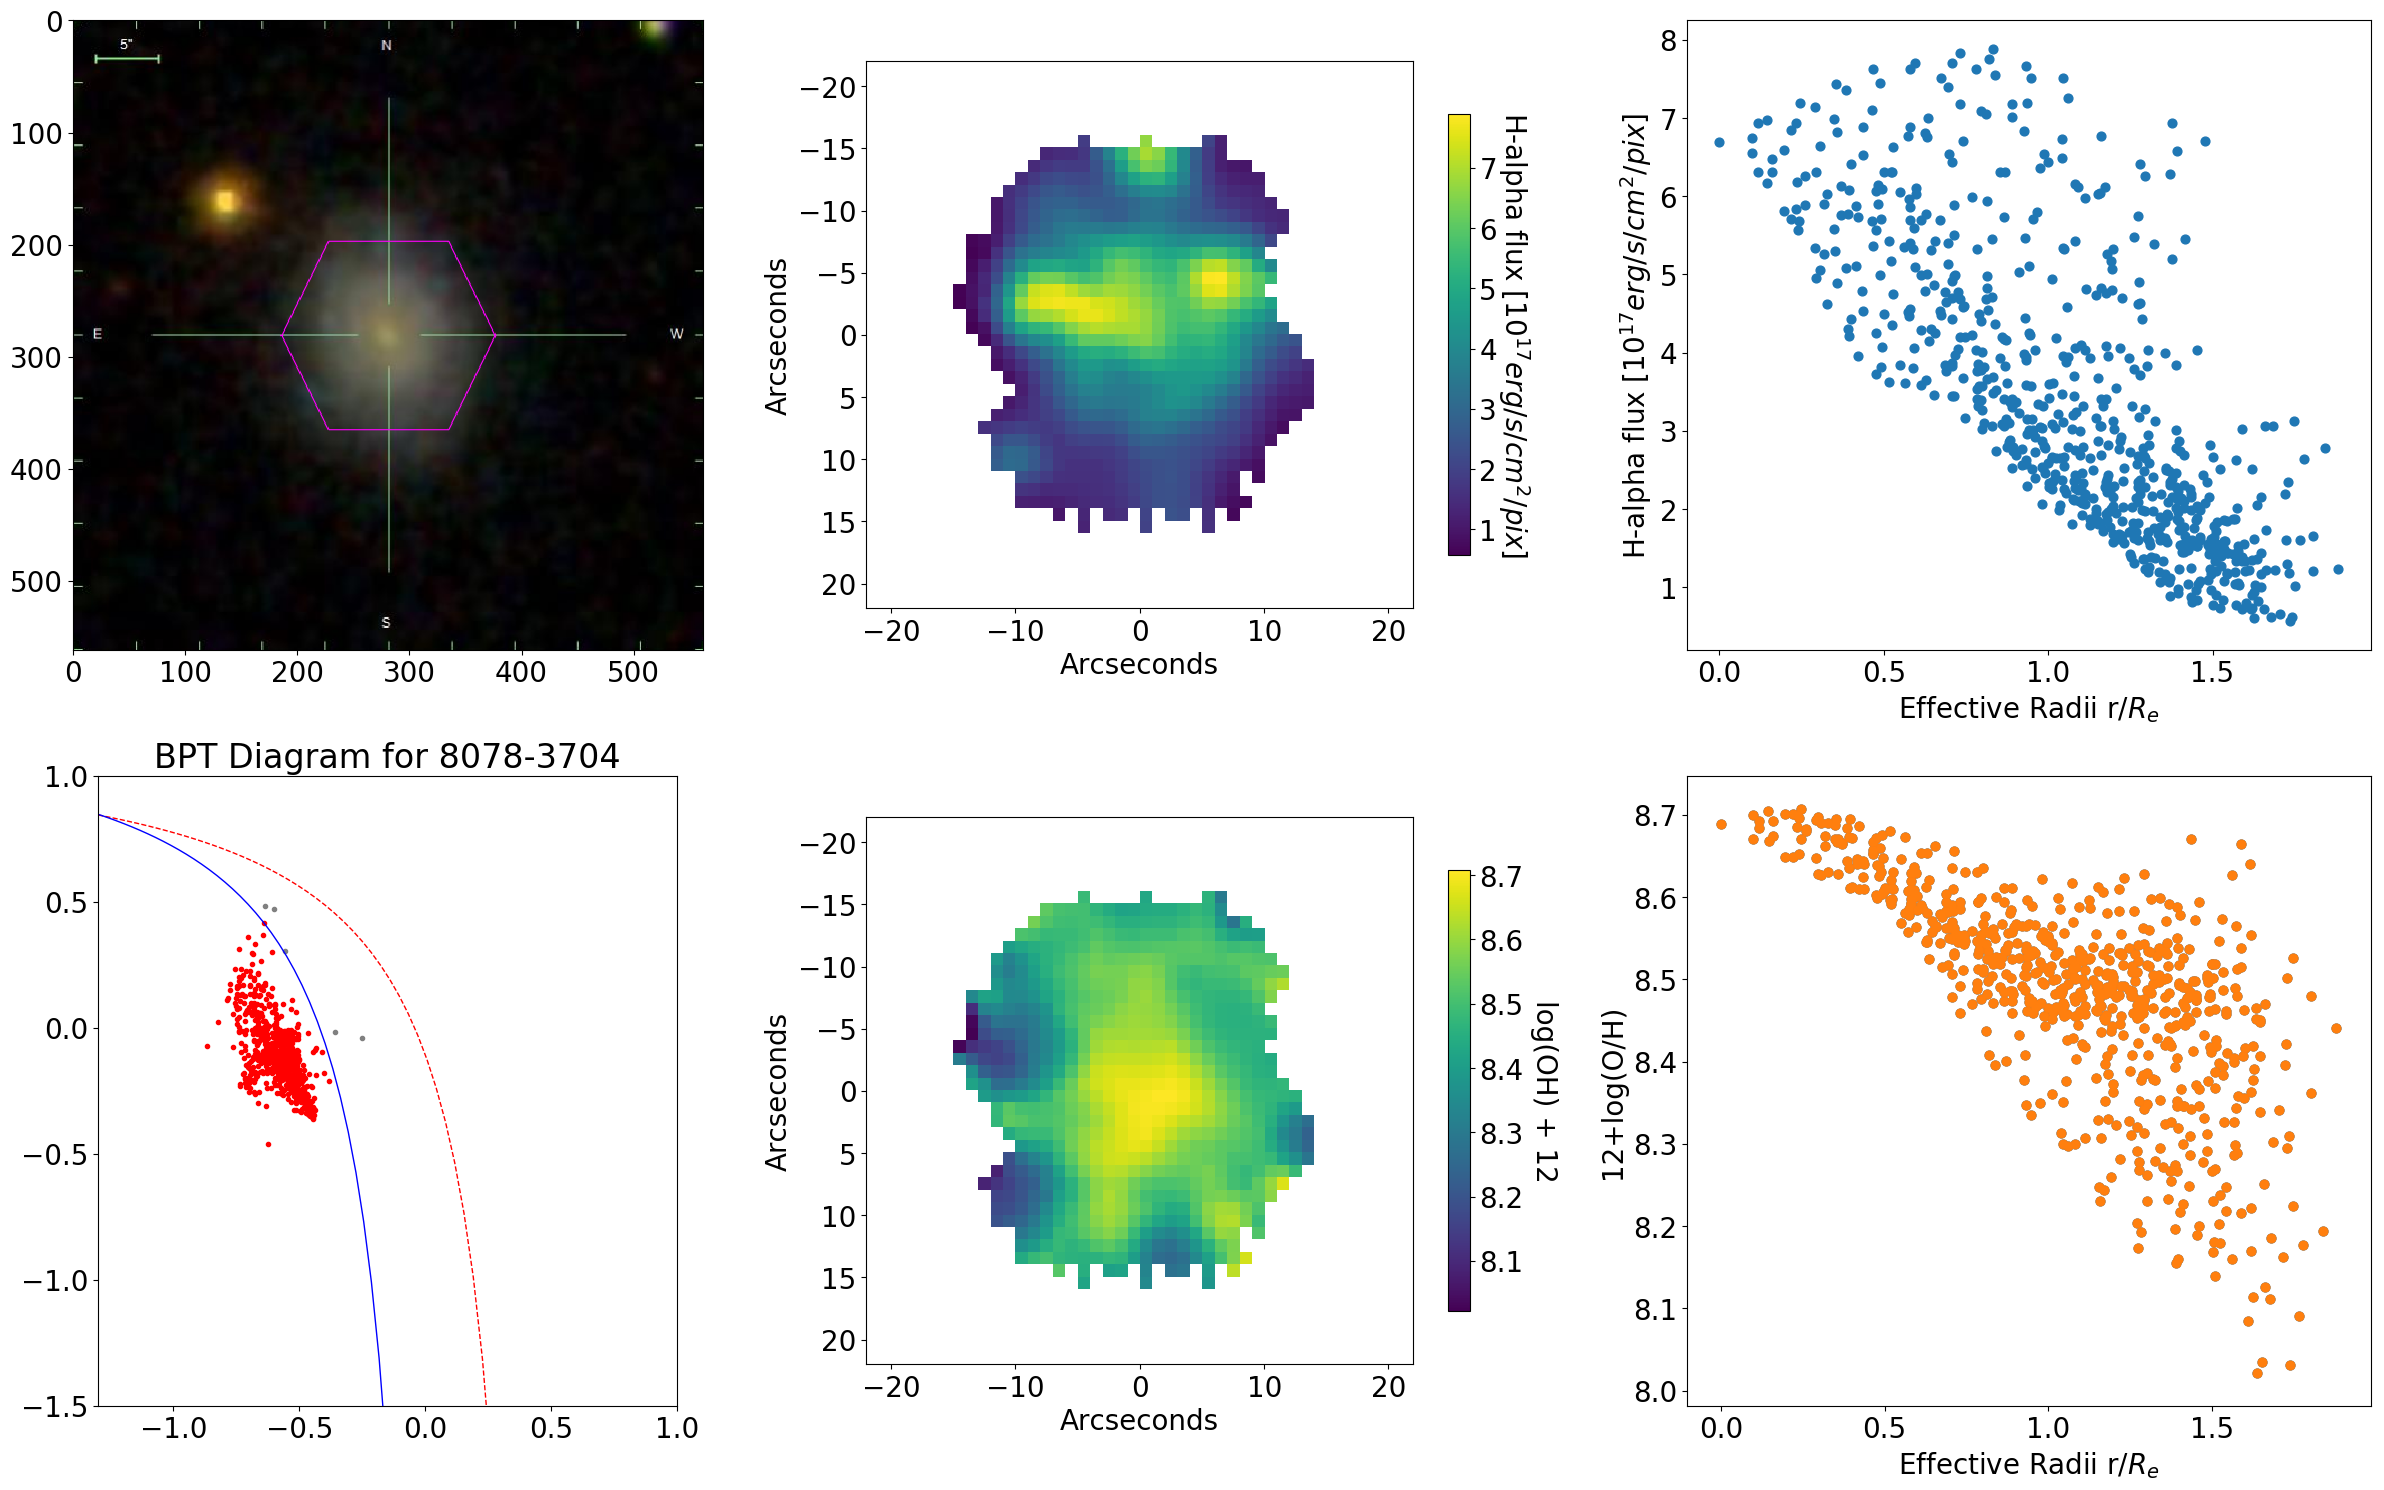 0
100
200
300
400
500
0 100 200 300 400 500
5"
N
E
W
S
−20
−15
−10
−5
0
5
10
15
20
−20 −10 0 10 20
Arcseconds
Arcseconds
7
6
5
4
3
2
1
H-alpha flux [10^17 erg/s/cm^2/pix]
8
7
6
5
4
3
2
1
H-alpha flux [10^17 erg/s/cm^2/pix]
0.0 0.5 1.0 1.5
Effective Radii r/R_e
BPT Diagram for 8078-3704
1.0
0.5
0.0
−0.5
−1.0
−1.5
−1.0 −0.5 0.0 0.5 1.0
−20
−15
−10
−5
0
5
10
15
20
−20 −10 0 10 20
Arcseconds
Arcseconds
8.7
8.6
8.5
8.4
8.3
8.2
8.1
log(OH) + 12
8.7
8.6
8.5
8.4
8.3
8.2
8.1
8.0
12+log(O/H)
0.0 0.5 1.0 1.5
Effective Radii r/R_e